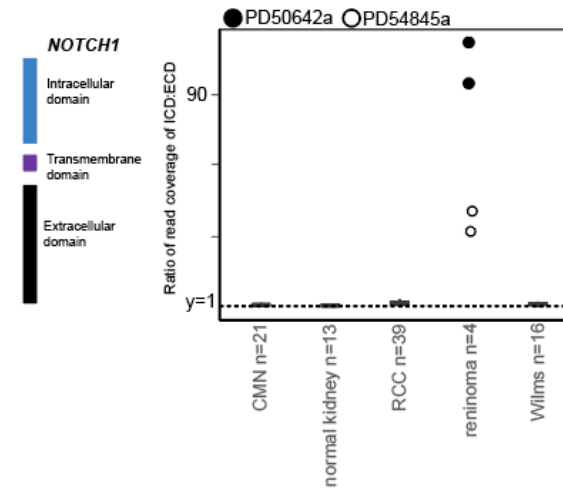 PD50642a PD54845a
NOTCH1
Intracellular
domain
Transmembrane
domain
Extracellular
domain
Ratio of read coverage of ICD:ECD
90
y=1
CMN n=21
normal kidney n=13
RCC n=39
reninoma n=4
Wilms n=16